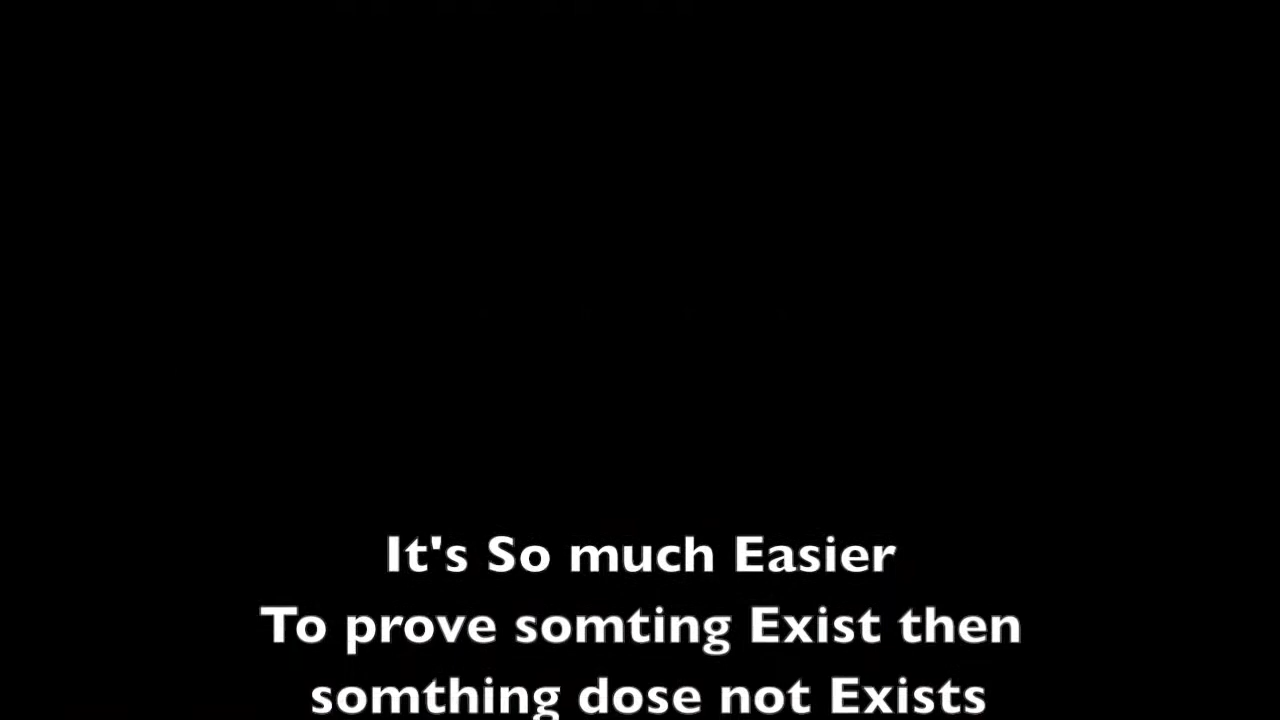 It's So much Easier
To prove somting Exist then
somthing dose not Exists